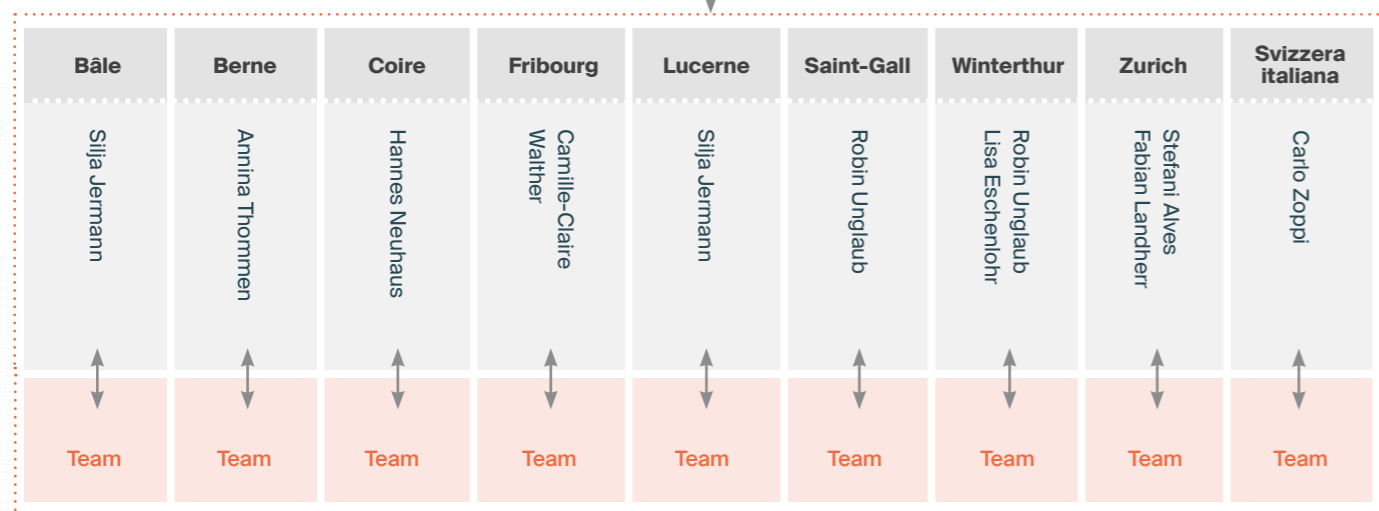 Bâle
Berne
Coire
Fribourg
Lucerne
Saint-Gall
Winterthur
Zurich
Svizzera
italiana
Silja Jermann
Annina Thommen
Hannes Neuhaus
Camille-Claire
Walther
Silja Jermann
Robin Unglaub
Robin Unglaub
Lisa Eschenlohr
Stefani Alves
Fabian Landherr
Carlo Zoppi
Team
Team
Team
Team
Team
Team
Team
Team
Team